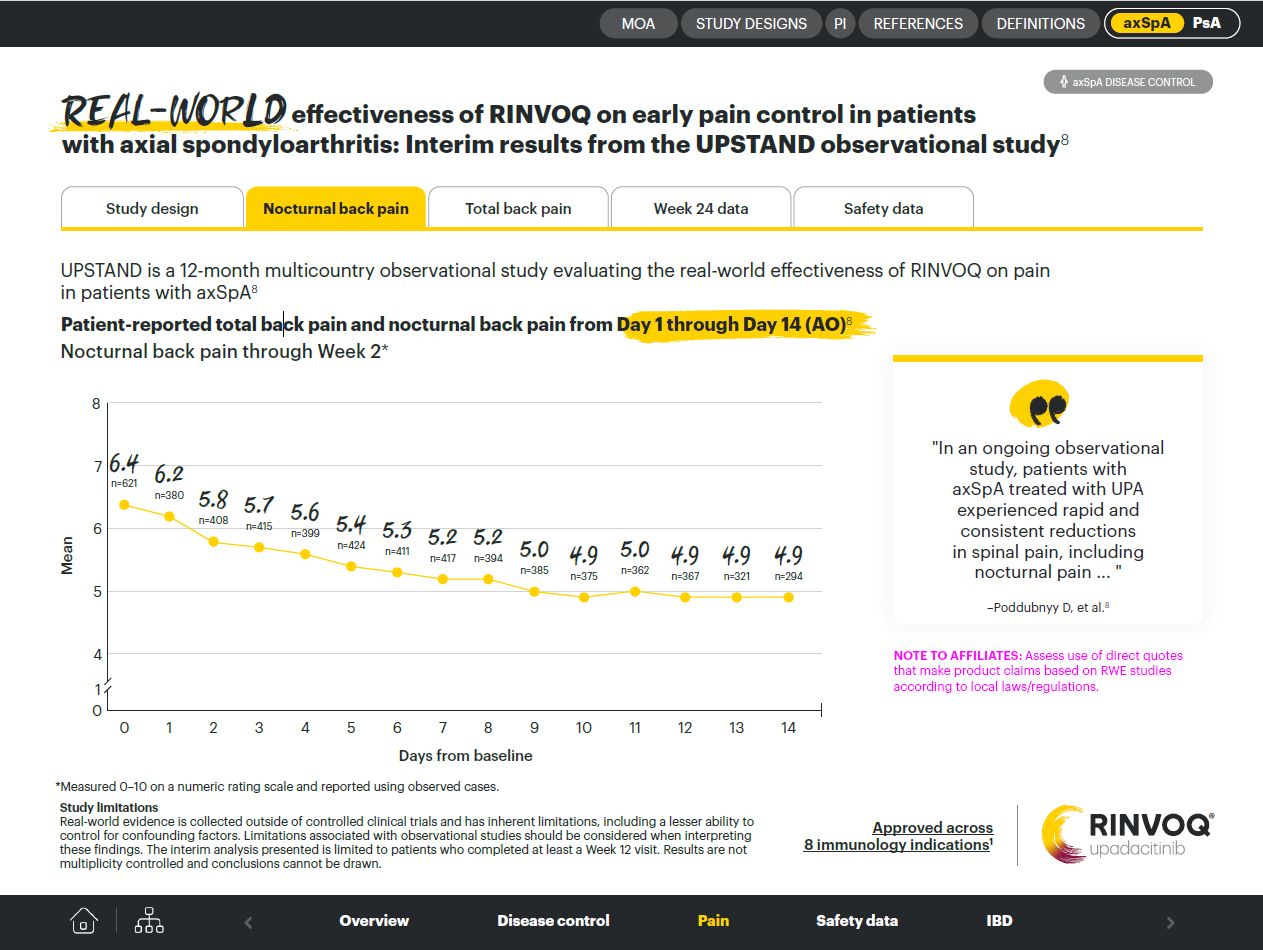 MOA STUDY DESIGNS PI REFERENCES DEFINITIONS axSpA PsA
axSpA DISEASE CONTROL
REAL-WORLD effectiveness of RINVOQ on early pain control in patients
with axial spondyloarthritis: Interim results from the UPSTAND observational study8
Study design Nocturnal back pain Total back pain Week 24 data Safety data
UPSTAND is a 12-month multicountry observational study evaluating the real-world effectiveness of RINVOQ on pain
in patients with axSpA8
Patient-reported total back pain and nocturnal back pain from Day 1 through Day 14 (AO)8
Nocturnal back pain through Week 2*
Mean
8
7
6
5
4
1
0
6.4 6.2 5.8 5.7 5.6 5.4 5.3 5.2 5.2 5.0 4.9 5.0 4.9 4.9 4.9
n=621 n=380 n=408 n=415 n=399 n=424 n=411 n=417 n=394 n=385 n=375 n=362 n=367 n=321 n=294
0 1 2 3 4 5 6 7 8 9 10 11 12 13 14
Days from baseline
"In an ongoing observational
study, patients with
axSpA treated with UPA
experienced rapid and
consistent reductions
in spinal pain, including
nocturnal pain ... "
–Poddubnyy D, et al.8
NOTE TO AFFILIATES: Assess use of direct quotes
that make product claims based on RWE studies
according to local laws/regulations.
*Measured 0–10 on a numeric rating scale and reported using observed cases.
Study limitations
Real-world evidence is collected outside of controlled clinical trials and has inherent limitations, including a lesser ability to
control for confounding factors. Limitations associated with observational studies should be considered when interpreting
these findings. The interim analysis presented is limited to patients who completed at least a Week 12 visit. Results are not
multiplicity controlled and conclusions cannot be drawn.
Approved across
8 immunology indications1
RINVOQ®
upadacitinib
Overview Disease control Pain Safety data IBD